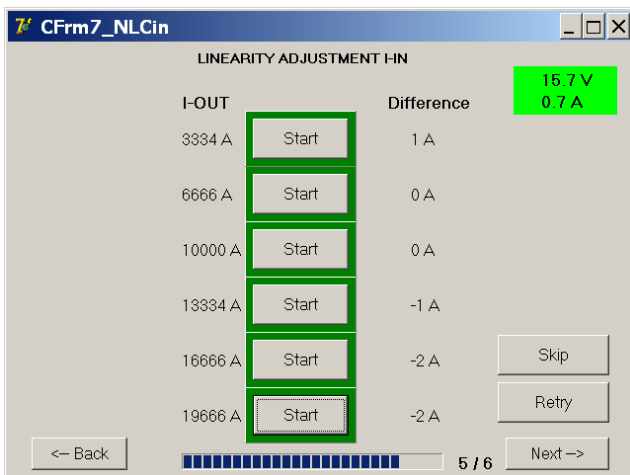 CFrm7_NLCin
LINEARITY ADJUSTMENT I-IN
15.7 V
0.7 A
I-OUT Difference
3334 A Start 1 A
6666 A Start 0 A
10000 A Start 0 A
13334 A Start -1 A
16666 A Start -2 A
Skip
19666 A Start -2 A
Retry
<-- Back 5 / 6 Next -->